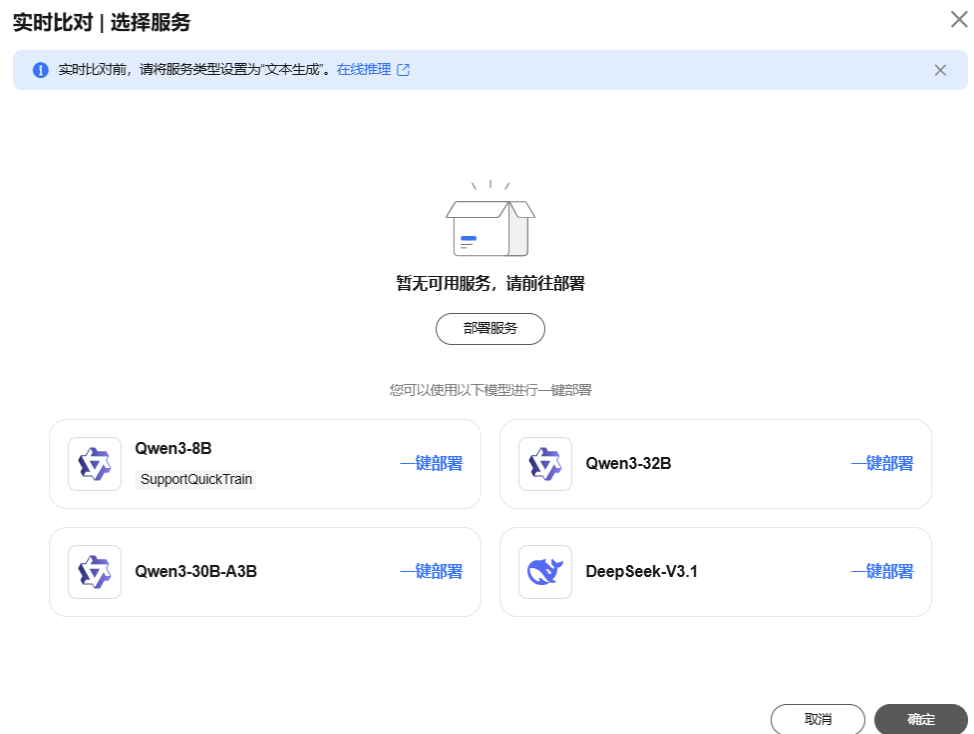 实时比对 | 选择服务
实时比对前，请将服务类型设置为“文本生成”。在线推理
暂无可用服务，请前往部署
部署服务
您可以使用以下模型进行一键部署
Qwen3-8B
SupportQuickTrain
一键部署
Qwen3-32B
一键部署
Qwen3-30B-A3B
一键部署
DeepSeek-V3.1
一键部署
取消
确定